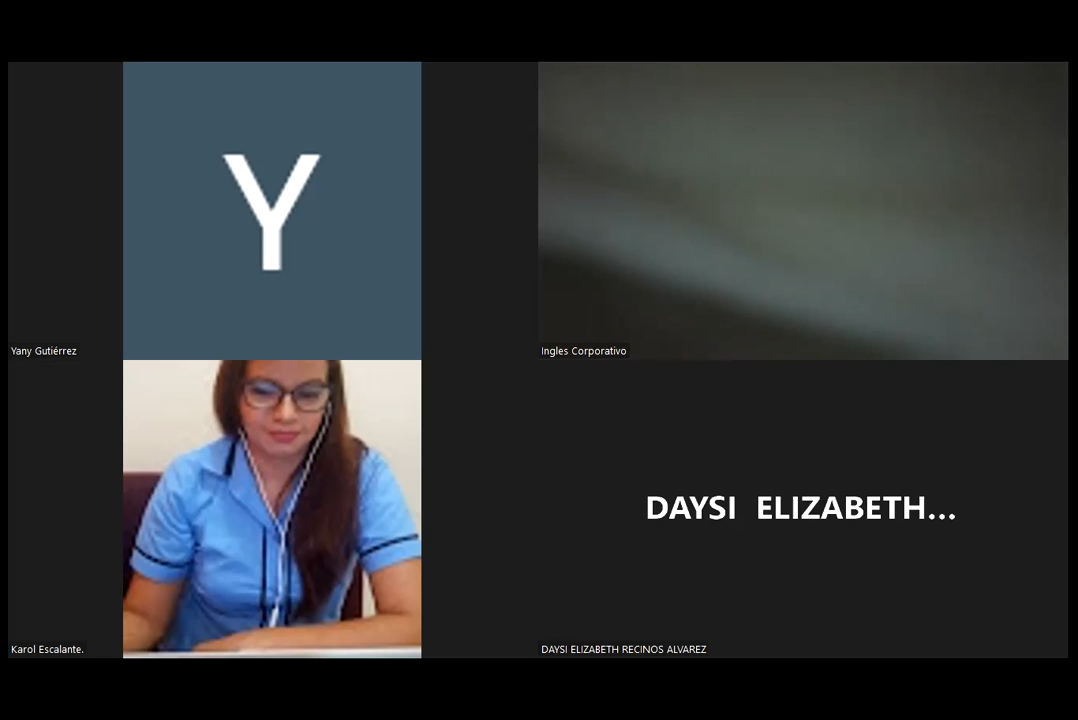 Y
Yany Gutiérrez
Ingles Corporativo
DAYSI  ELIZABETH...
Karol Escalante.
DAYSI ELIZABETH RECINOS ALVAREZ